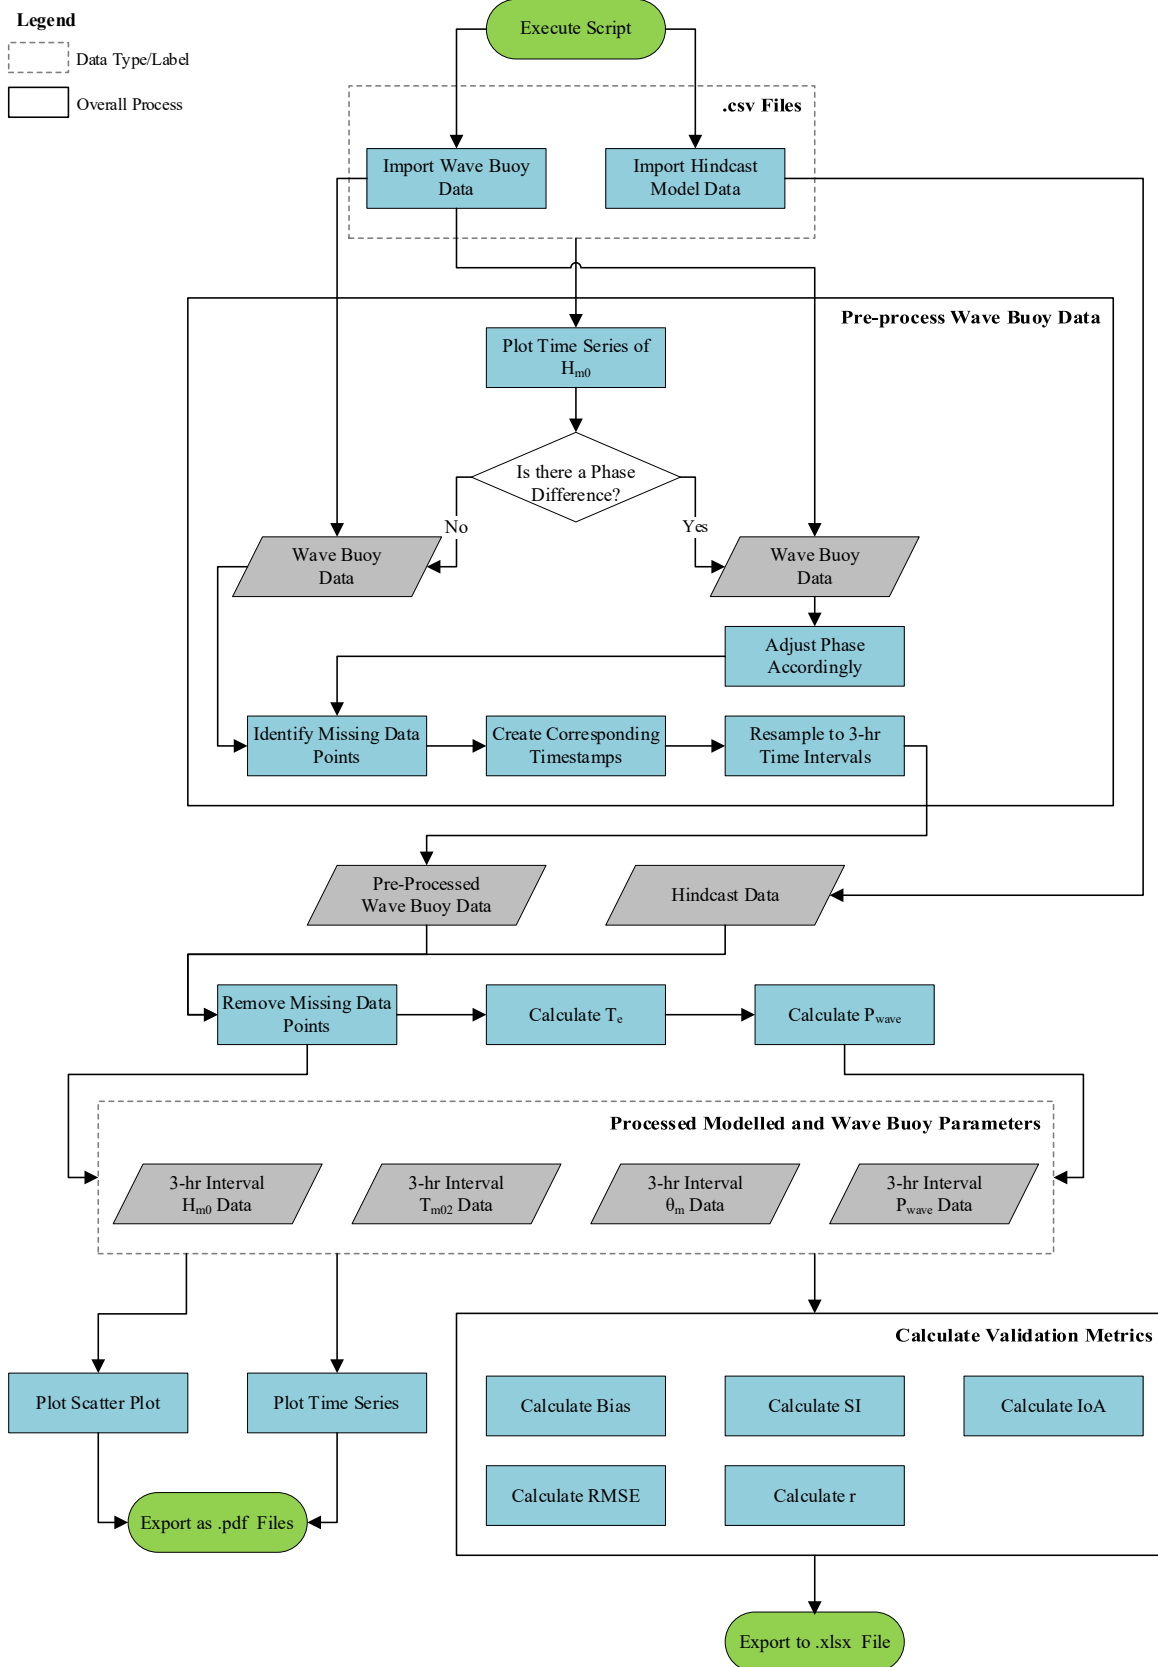 Legend
Data Type/Label
Overall Process
Execute Script
.csv Files
Import Wave Buoy
Data
Import Hindcast
Model Data
Pre-process Wave Buoy Data
Plot Time Series of
Hm0
Is there a Phase
Difference?
No
Yes
Wave Buoy
Data
Wave Buoy
Data
Adjust Phase
Accordingly
Identify Missing Data
Points
Create Corresponding
Timestamps
Resample to 3-hr
Time Intervals
Pre-Processed
Wave Buoy Data
Hindcast Data
Remove Missing Data
Points
Calculate Te
Calculate Pwave
Processed Modelled and Wave Buoy Parameters
3-hr Interval
Hm0 Data
3-hr Interval
Tm02 Data
3-hr Interval
θm Data
3-hr Interval
Pwave Data
Calculate Validation Metrics
Plot Scatter Plot
Plot Time Series
Calculate Bias
Calculate SI
Calculate IoA
Calculate RMSE
Calculate r
Export as .pdf Files
Export to .xlsx File